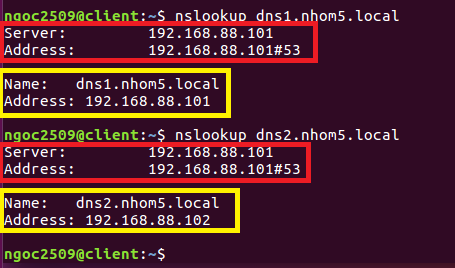 ngoc2509@client:~$ nslookup dns1.nhom5.local
Server: 192.168.88.101
Address: 192.168.88.101#53
Name: dns1.nhom5.local
Address: 192.168.88.101
ngoc2509@client:~$ nslookup dns2.nhom5.local
Server: 192.168.88.101
Address: 192.168.88.101#53
Name: dns2.nhom5.local
Address: 192.168.88.102
ngoc2509@client:~$